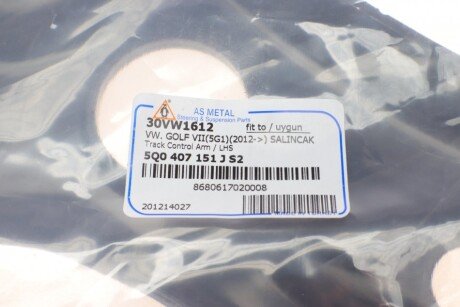 AS METAL
Steering & Suspension Parts
30VW1612 fit to / uygun
VW. GOLF VII(5G1)(2012->) SALINCAK
Track Control Arm / LHS
5Q0 407 151 J S2
8680617020008
201214027